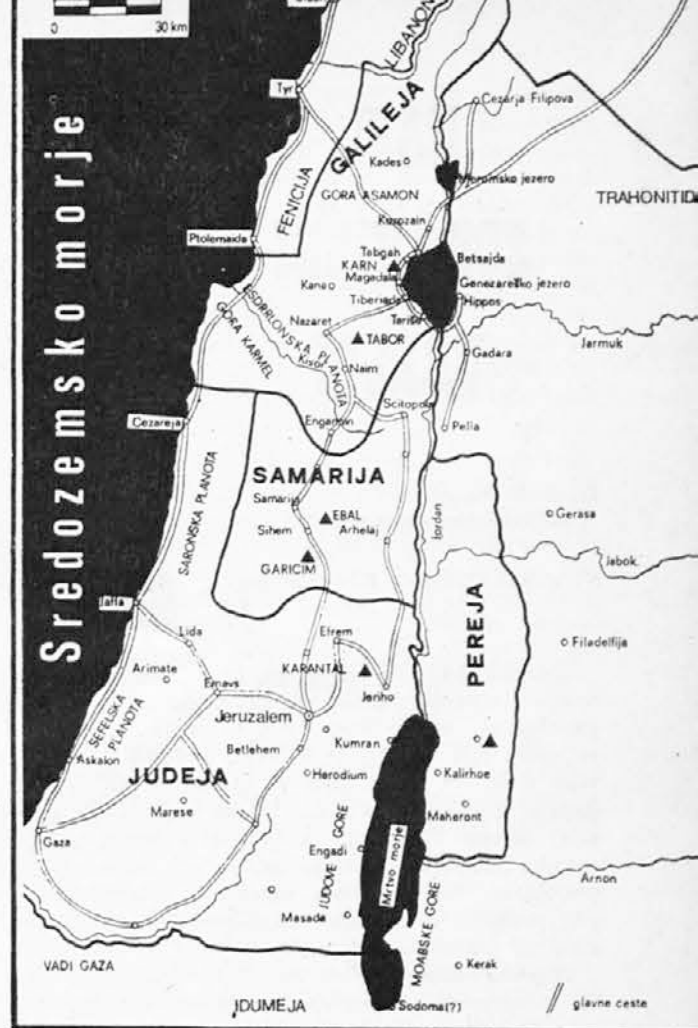 0 30 km
LIBANON
Tyr
GALILEJA
Cezarja Filipova
Kades
Meromsko jezero
FENICIJA
GORA ASAMON
TRAHONITIDA
Korozain
Ptolemaida
Tabgah
Betsajda
KARN
Magadala
Kana
Genezareško jezero
Tiberiada
Hippos
Nazaret
ESDRELONSKA PLANOTA
GORA KARMEL
TABOR
Jarmuk
Gadara
Naim
Scitopola
Cezareja
Pella
SAMARIJA
Samarija
EBAL
Gerasa
Sihem
Arhelaj
Jordan
SARONSKA PLANOTA
GARICIM
Jabok
Jaffa
PEREJA
Lida
Efrem
Filadelfija
Arimate
KARANTAL
Emavs
Jeriho
Jeruzalem
SEFELSKA
PLANOTA
Kumran
Betlehem
Askalon
JUDEJA
Herodium
Kalirhoe
Marese
Maheront
Gaza
Engadi
JUDOVE GORE
Mrtvo morje
Arnon
Masada
MOABSKE GORE
VADI GAZA
Kerak
IDUMEJA
Sodoma(?)
glavne ceste
Sredozemsko morje